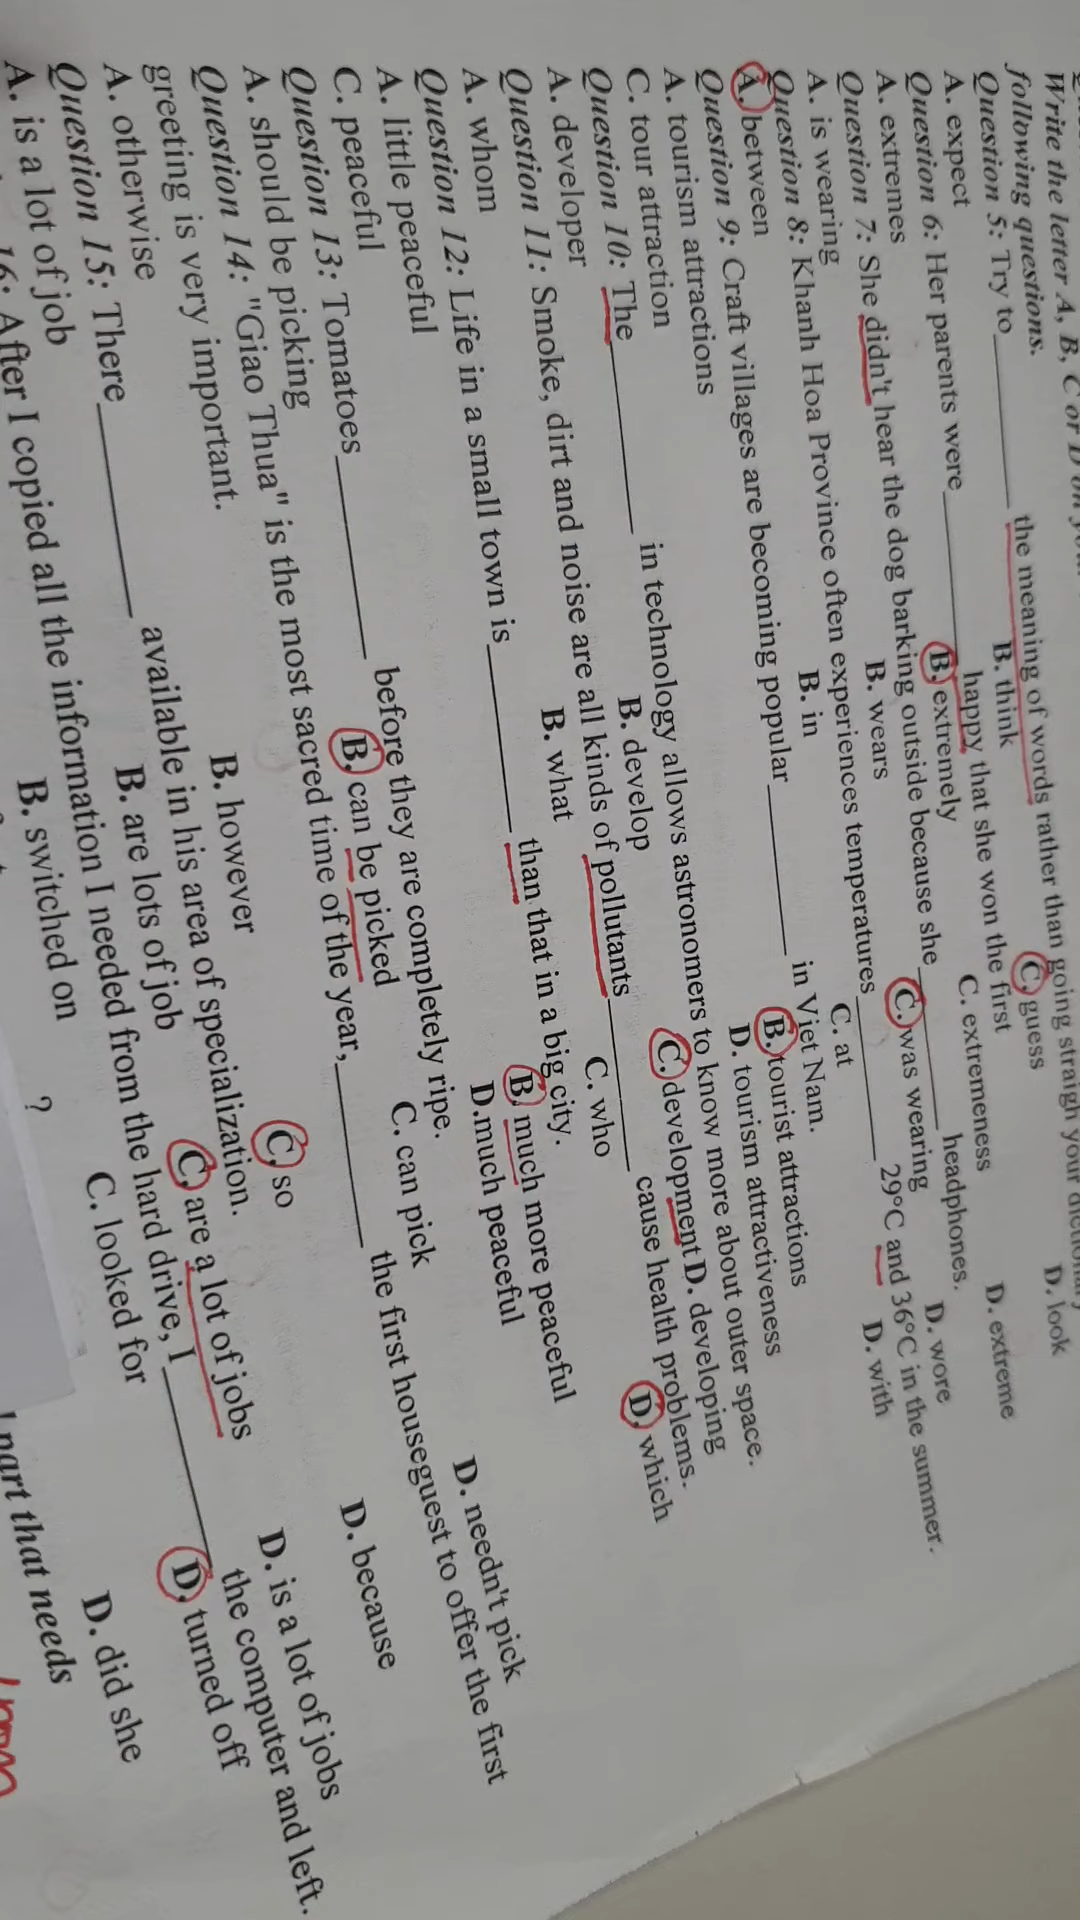 Write the letter A, B, C or D on your
following questions.
Question 5: Try to ________ the meaning of words rather than going straigh your dictionary
A. expect B. think C. guess D. look
Question 6: Her parents were ________ happy that she won the first
A. extremes B. extremely C. extremeness D. extreme
Question 7: She didn't hear the dog barking outside because she ________ headphones.
A. is wearing B. wears C. was wearing D. wore
Question 8: Khanh Hoa Province often experiences temperatures ________ 29°C and 36°C in the summer.
A. between B. in C. at D. with
Question 9: Craft villages are becoming popular ________ in Viet Nam.
A. tourism attractions B. tourist attractions
C. tour attraction D. tourism attractiveness
Question 10: The ________ in technology allows astronomers to know more about outer space.
A. developer B. develop C. development D. developing
Question 11: Smoke, dirt and noise are all kinds of pollutants ________ cause health problems.
A. whom B. what C. who D. which
Question 12: Life in a small town is ________ than that in a big city.
A. little peaceful B. much more peaceful
C. peaceful D.much peaceful
Question 13: Tomatoes ________ before they are completely ripe.
A. should be picking B. can be picked C. can pick D. needn't pick
Question 14: "Giao Thua" is the most sacred time of the year, ________ the first houseguest to offer the first
greeting is very important.
A. otherwise B. however C. so D. because
Question 15: There ________ available in his area of specialization.
A. is a lot of job B. are lots of job C. are a lot of jobs D. is a lot of jobs
16: After I copied all the information I needed from the hard drive, I ________ the computer and left.
B. switched on C. looked for D. turned off
? D. did she
part that needs